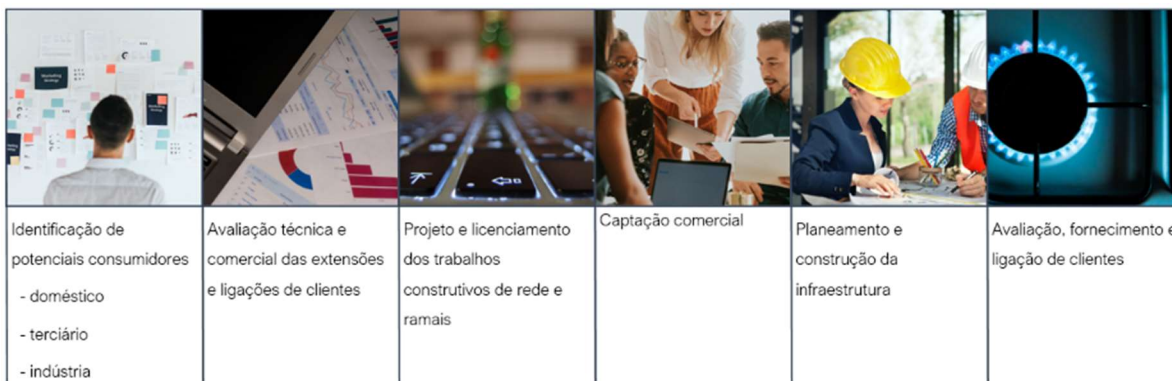 Identificação de
potenciais consumidores
- doméstico
- terciário
- indústria
Avaliação técnica e
comercial das extensões
e ligações de clientes
Projeto e licenciamento
dos trabalhos
construtivos de rede e
ramais
Captação comercial
Planeamento e
construção da
infraestrutura
Avaliação, fornecimento e
ligação de clientes